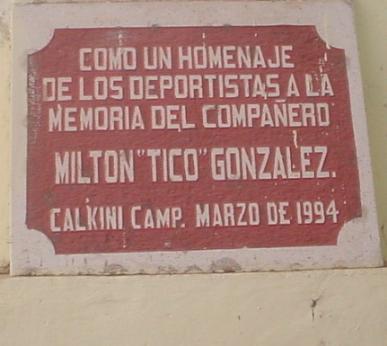 COMO UN HOMENAJE
DE LOS DEPORTISTAS A LA
MEMORIA DEL COMPAÑERO
MILTON "TICO" GONZALEZ.
CALKINI CAMP. MARZO DE 1994